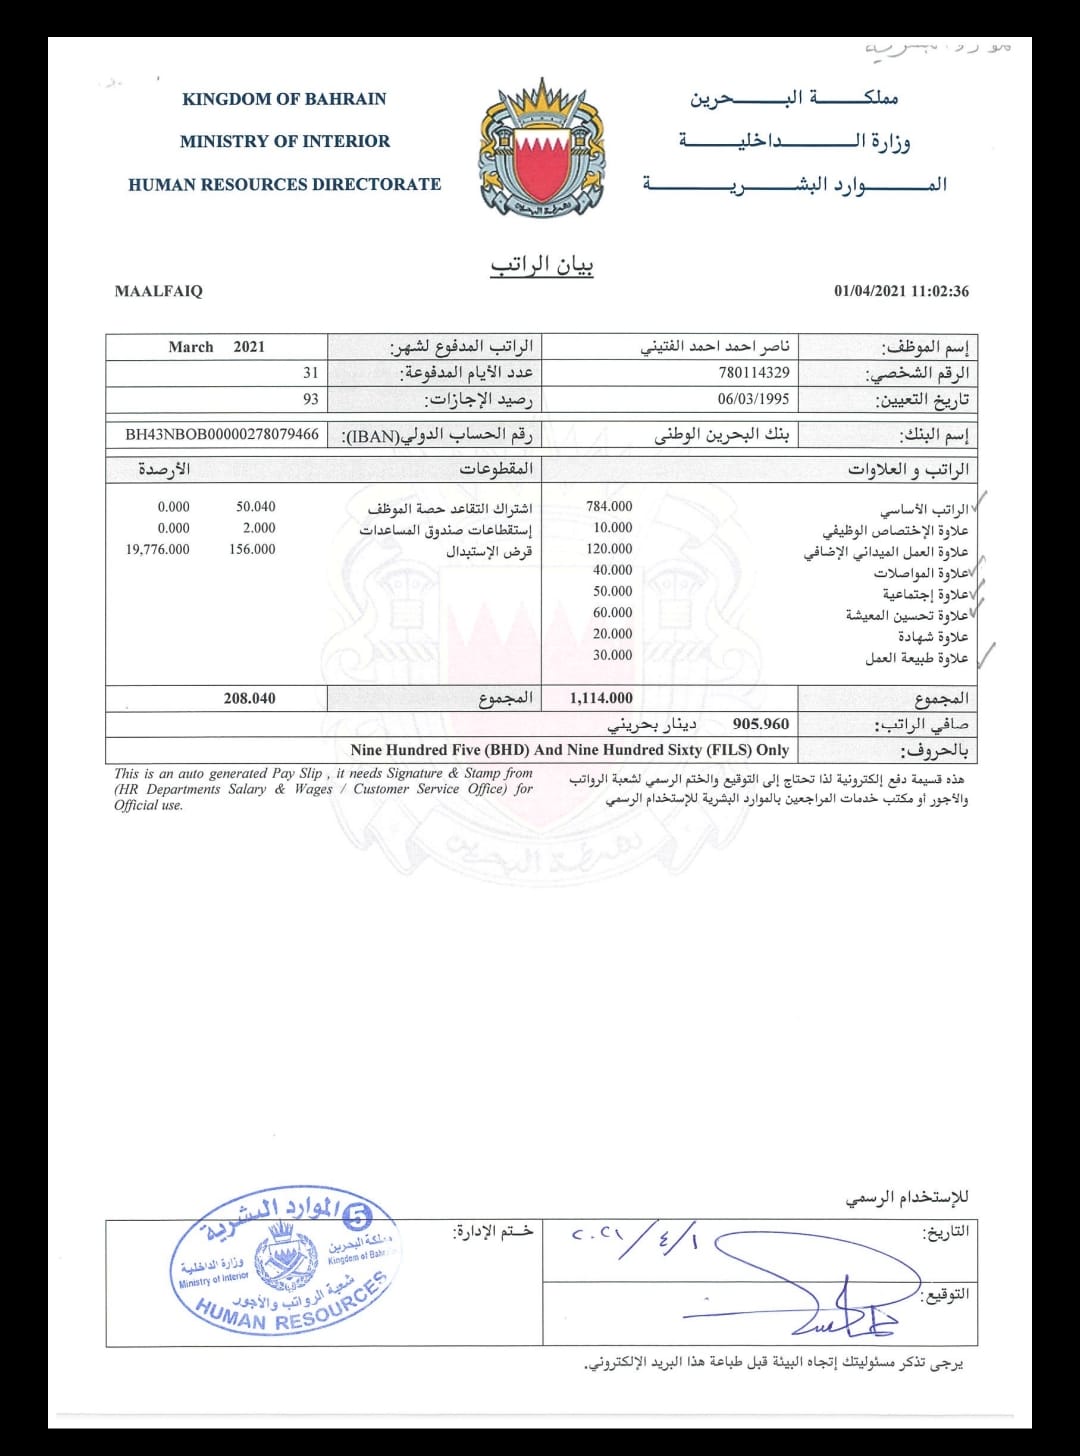 KINGDOM OF BAHRAIN
MINISTRY OF INTERIOR
HUMAN RESOURCES DIRECTORATE
مملكة البحرين
وزارة الداخلية
الموارد البشرية
بيان الراتب
MAALFAIQ
01/04/2021 11:02:36
إسم الموظف: ناصر احمد احمد الفتيني الراتب المدفوع لشهر: March 2021
الرقم الشخصي: 780114329 عدد الأيام المدفوعة: 31
تاريخ التعيين: 06/03/1995 رصيد الإجازات: 93
إسم البنك: بنك البحرين الوطنى رقم الحساب الدولي(IBAN): BH43NBOB00000278079466
الراتب و العلاوات المقطوعات الأرصدة
الراتب الأساسي 784.000 اشتراك التقاعد حصة الموظف 50.040 0.000
علاوة الإختصاص الوظيفي 10.000 إستقطاعات صندوق المساعدات 2.000 0.000
علاوة العمل الميداني الإضافي 120.000 قرض الإستبدال 156.000 19,776.000
علاوة المواصلات 40.000
علاوة إجتماعية 50.000
علاوة تحسين المعيشة 60.000
علاوة شهادة 20.000
علاوة طبيعة العمل 30.000
المجموع 1,114.000 المجموع 208.040
صافي الراتب: 905.960 دينار بحريني
بالحروف: Nine Hundred Five (BHD) And Nine Hundred Sixty (FILS) Only
هذه قسيمة دفع إلكترونية لذا تحتاج إلى التوقيع والختم الرسمي لشعبة الرواتب
والأجور أو مكتب خدمات المراجعين بالموارد البشرية للإستخدام الرسمي
This is an auto generated Pay Slip , it needs Signature & Stamp from
(HR Departments Salary & Wages / Customer Service Office) for
Official use.
شرطة البحرين
للإستخدام الرسمي
التاريخ: ٢٠٢١/٤/١
التوقيع:
ختم الإدارة:
الموارد البشرية 5
مملكة البحرين
Kingdom of Bahrain
وزارة الداخلية
Ministry of Interior
شعبة الرواتب والأجور
HUMAN RESOURCES
يرجى تذكر مسئوليتك إتجاه البيئة قبل طباعة هذا البريد الإلكتروني.